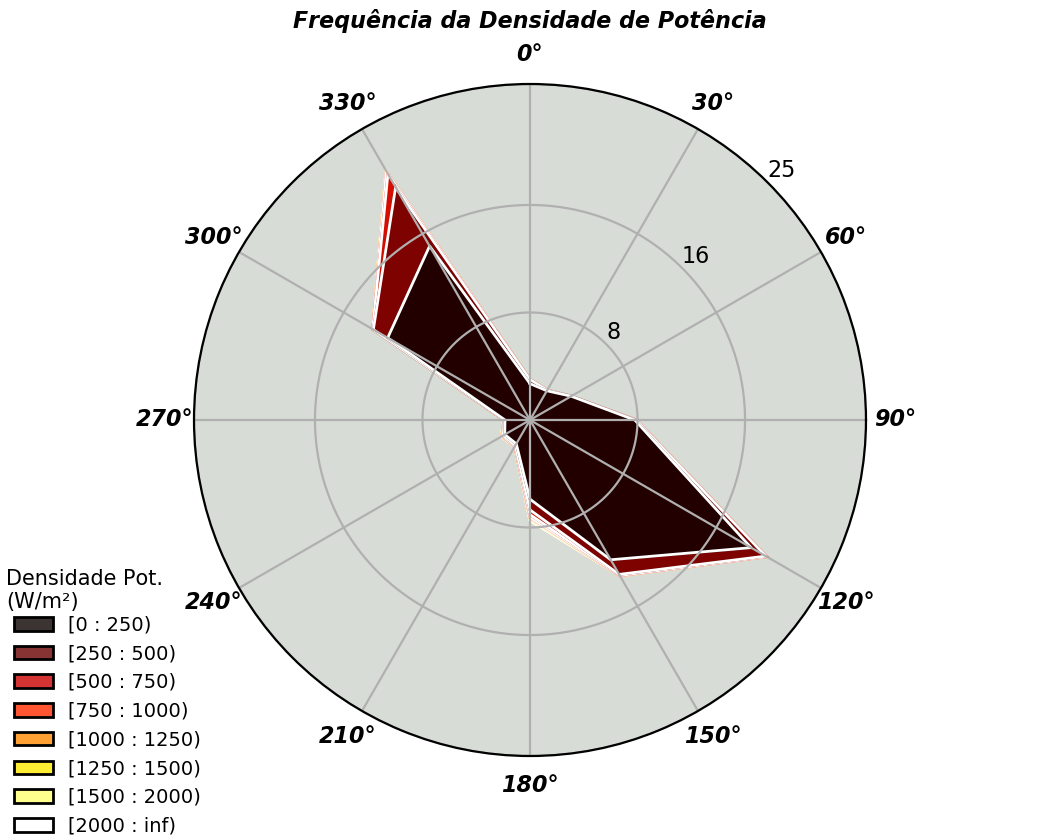 Frequência da Densidade de Potência
0°
330°
30°
25
300°
60°
16
8
270°
90°
Densidade Pot.
(W/m²)
240°
120°
[0 : 250)
[250 : 500)
[500 : 750)
[750 : 1000)
[1000 : 1250)
[1250 : 1500)
[1500 : 2000)
[2000 : inf)
210°
150°
180°